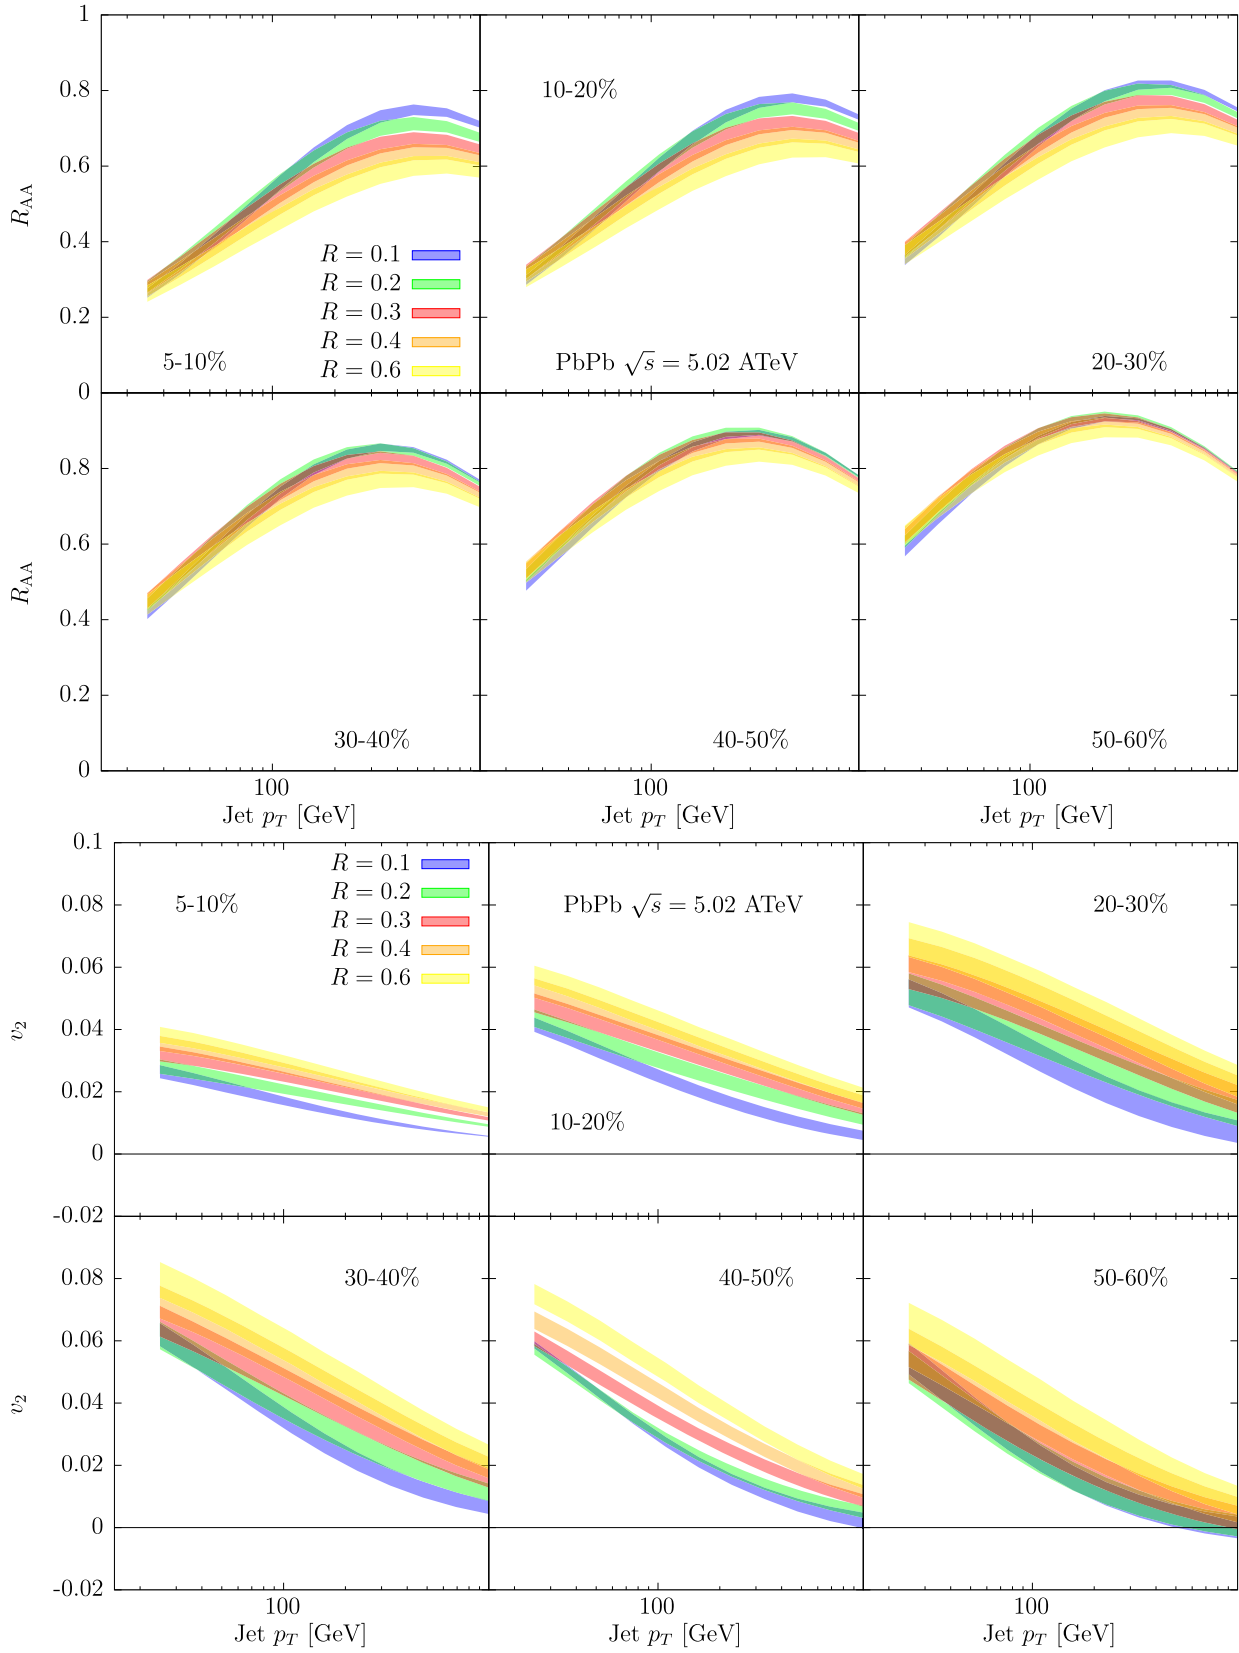 1
0.8
0.6
0.4
0.2
0
R_AA
10-20%
R = 0.1
R = 0.2
R = 0.3
R = 0.4
R = 0.6
5-10%
PbPb √s = 5.02 ATeV
20-30%
0.8
0.6
0.4
0.2
0
R_AA
30-40%
40-50%
50-60%
100
100
100
Jet p_T [GeV]
Jet p_T [GeV]
Jet p_T [GeV]
0.1
0.08
0.06
0.04
0.02
0
-0.02
v_2
R = 0.1
R = 0.2
R = 0.3
R = 0.4
R = 0.6
5-10%
PbPb √s = 5.02 ATeV
20-30%
10-20%
0.08
0.06
0.04
0.02
0
-0.02
v_2
30-40%
40-50%
50-60%
100
100
100
Jet p_T [GeV]
Jet p_T [GeV]
Jet p_T [GeV]